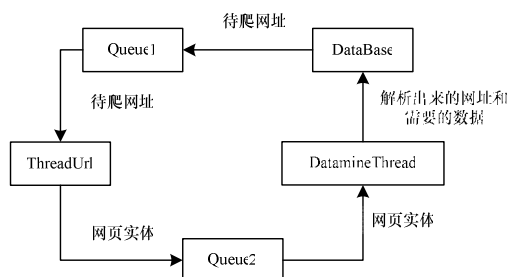 待爬网址
Queue1
DataBase
待爬网址
解析出来的网址和
需要的数据
ThreadUrl
DatamineThread
网页实体
网页实体
Queue2